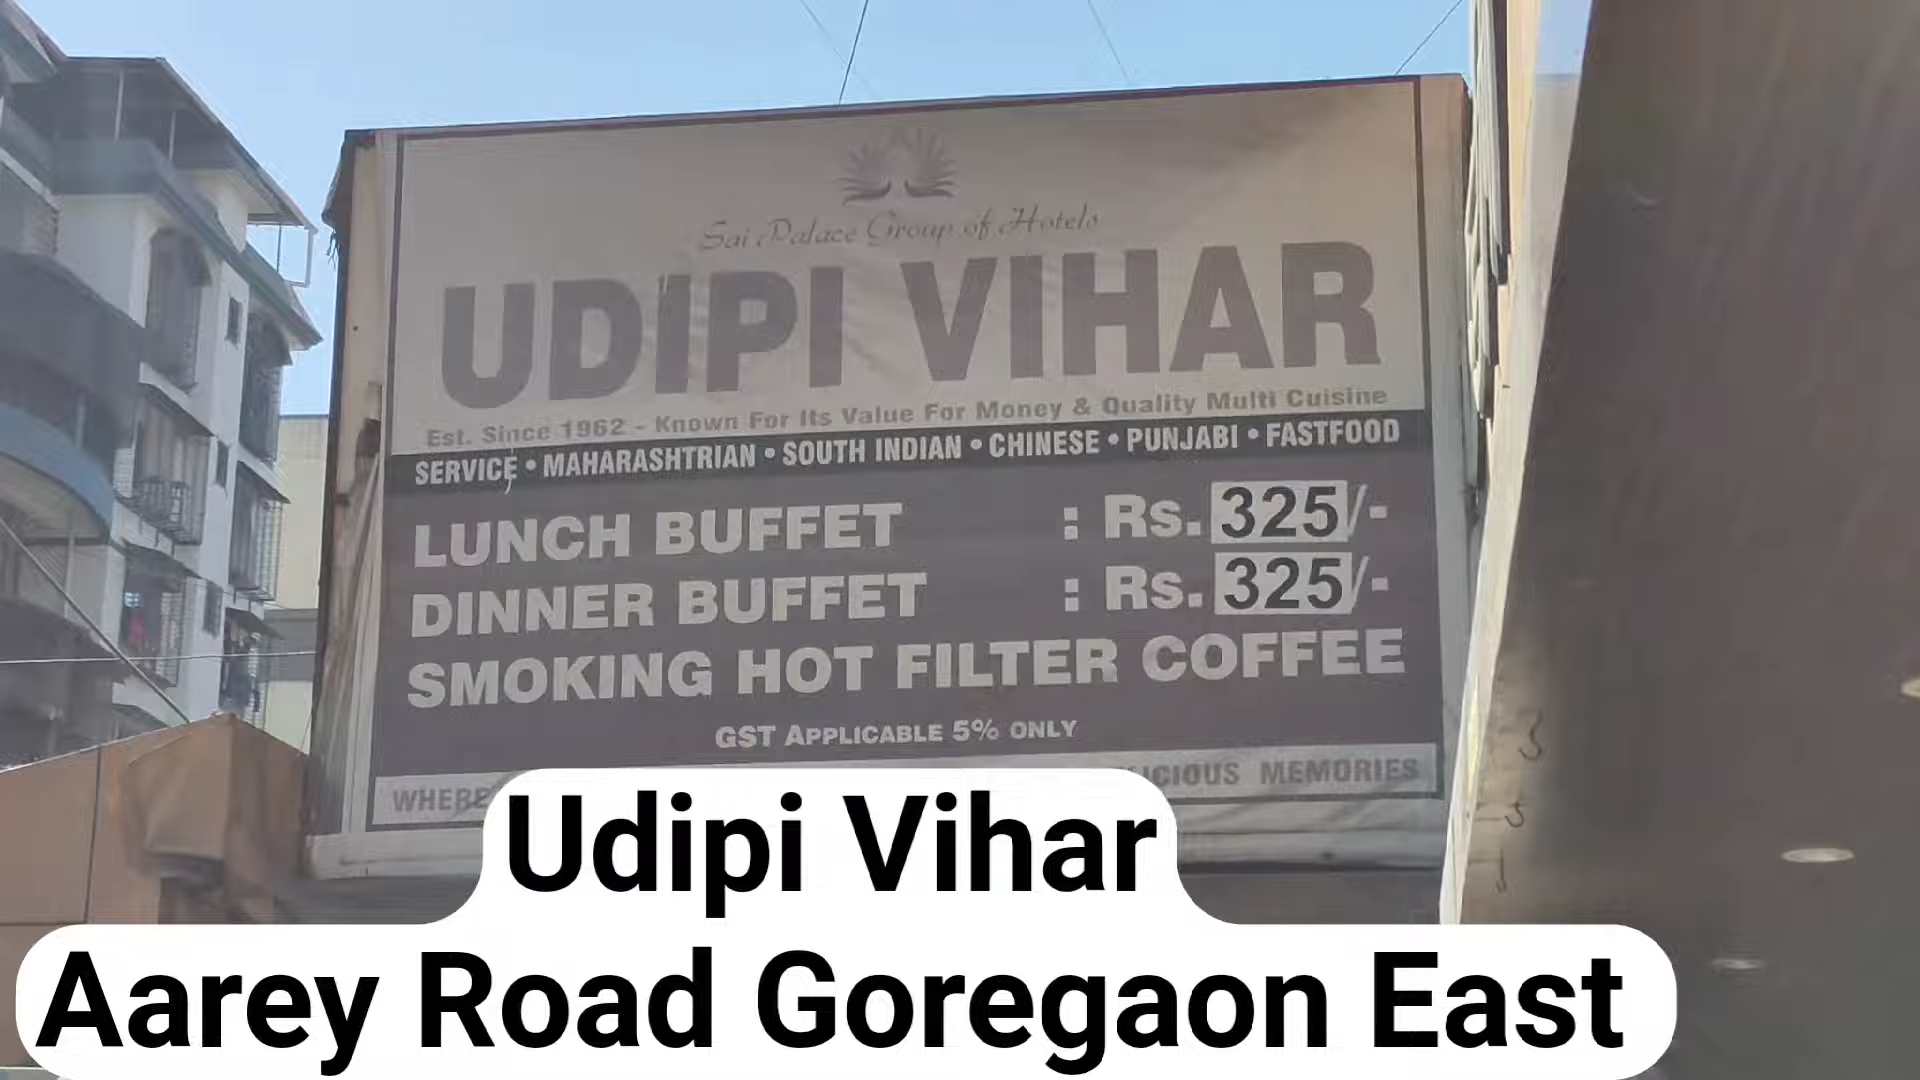 Sai Palace Group of Hotels
UDIPI VIHAR
Est. Since 1962 - Known For Its Value For Money & Quality Multi Cuisine
SERVICE • MAHARASHTRIAN • SOUTH INDIAN • CHINESE • PUNJABI • FASTFOOD
LUNCH BUFFET : Rs. 325/-
DINNER BUFFET : Rs. 325/-
SMOKING HOT FILTER COFFEE
GST APPLICABLE 5% ONLY
WHERE MEMORIES
Udipi Vihar
Aarey Road Goregaon East